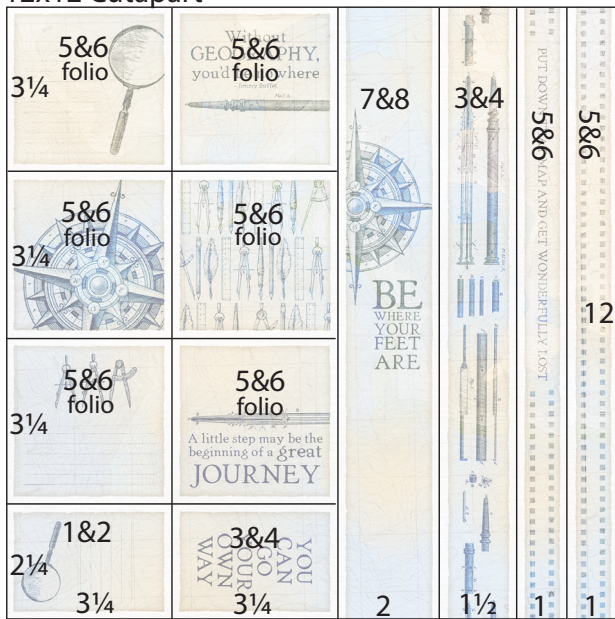 12x12 Cutapart
5&6
folio
3¼
Without
GEOGRAPHY,
you'd be nowhere
- Jimmy Buffet
5&6
folio
7&8
3&4
5&6
PUT DOWN MAP AND GET WONDERFULLY LOST
5&6
12
5&6
folio
3¼
5&6
folio
BE
WHERE
YOUR
FEET
ARE
5&6
folio
3¼
5&6
folio
A little step may be the
beginning of a great
JOURNEY
1&2
2¼
3¼
3&4
YOU
CAN
GO
YOUR
OWN
WAY
3¼
2
1½
1
1